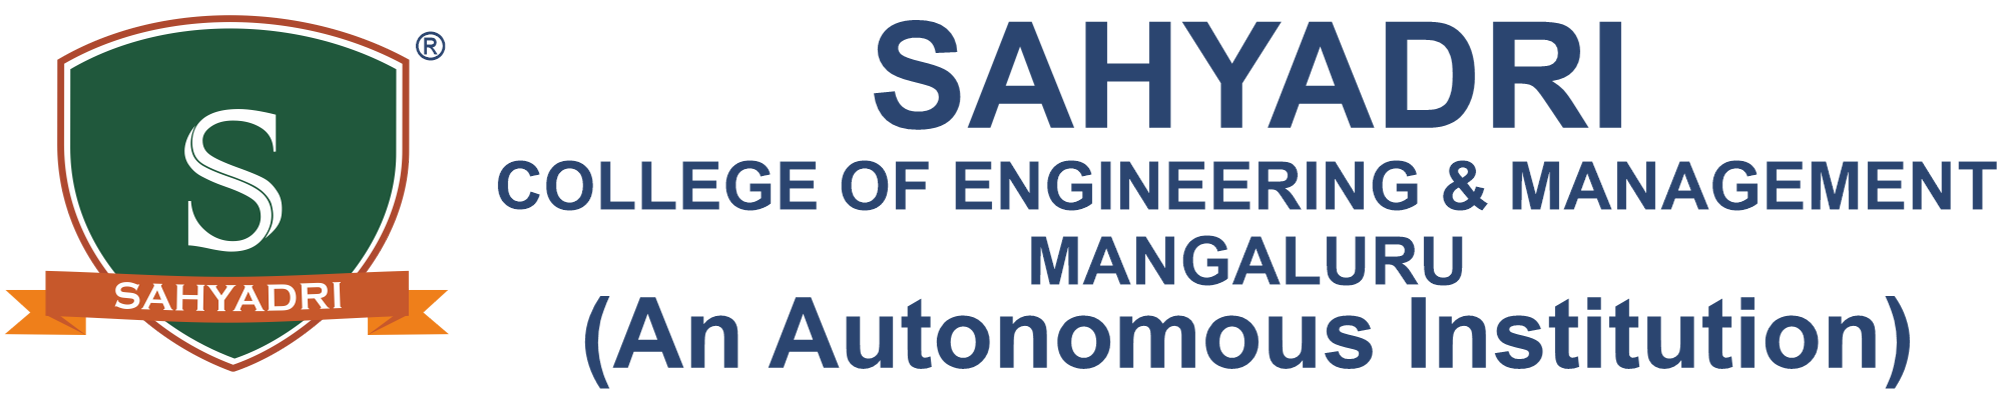 S
SAHYADRI
®
SAHYADRI
COLLEGE OF ENGINEERING & MANAGEMENT
MANGALURU
(An Autonomous Institution)